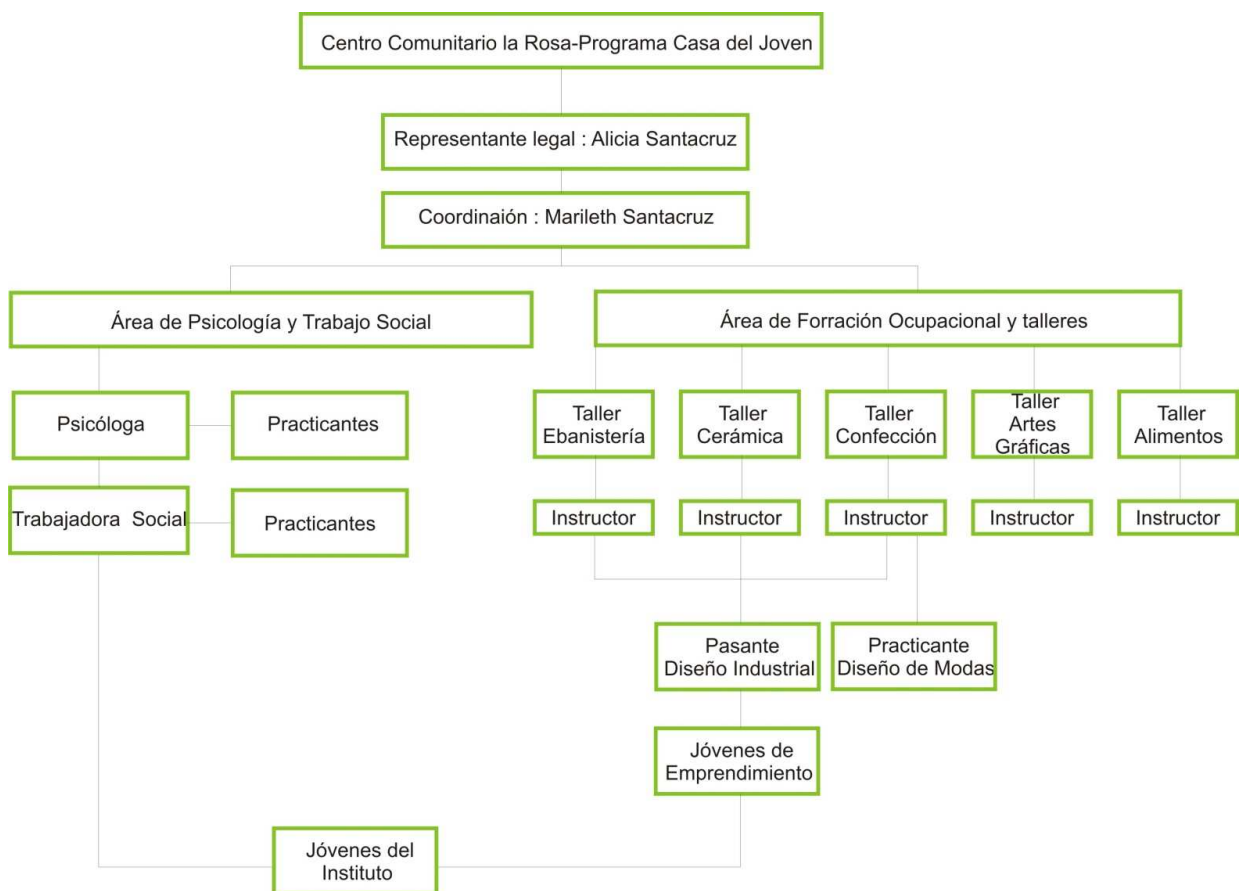 Centro Comunitario la Rosa-Programa Casa del Joven
Representante legal : Alicia Santacruz
Coordinaión : Marileth Santacruz
Área de Psicología y Trabajo Social
Área de Forración Ocupacional y talleres
Psicóloga
Practicantes
Taller
Ebanistería
Taller
Cerámica
Taller
Confección
Taller
Artes
Gráficas
Taller
Alimentos
Trabajadora Social
Practicantes
Instructor
Instructor
Instructor
Instructor
Instructor
Pasante
Diseño Industrial
Practicante
Diseño de Modas
Jóvenes de
Emprendimiento
Jóvenes del
Instituto